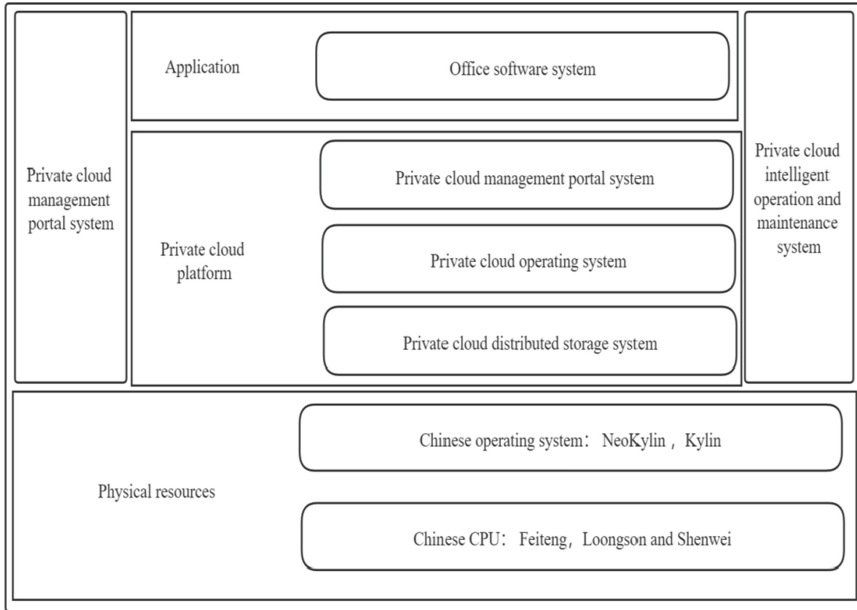 Private cloud
management
portal system
Application
Office software system
Private cloud
platform
Private cloud management portal system
Private cloud operating system
Private cloud distributed storage system
Private cloud
intelligent
operation and
maintenance
system
Physical resources
Chinese operating system： NeoKylin ，Kylin
Chinese CPU： Feiteng，Loongson and Shenwei